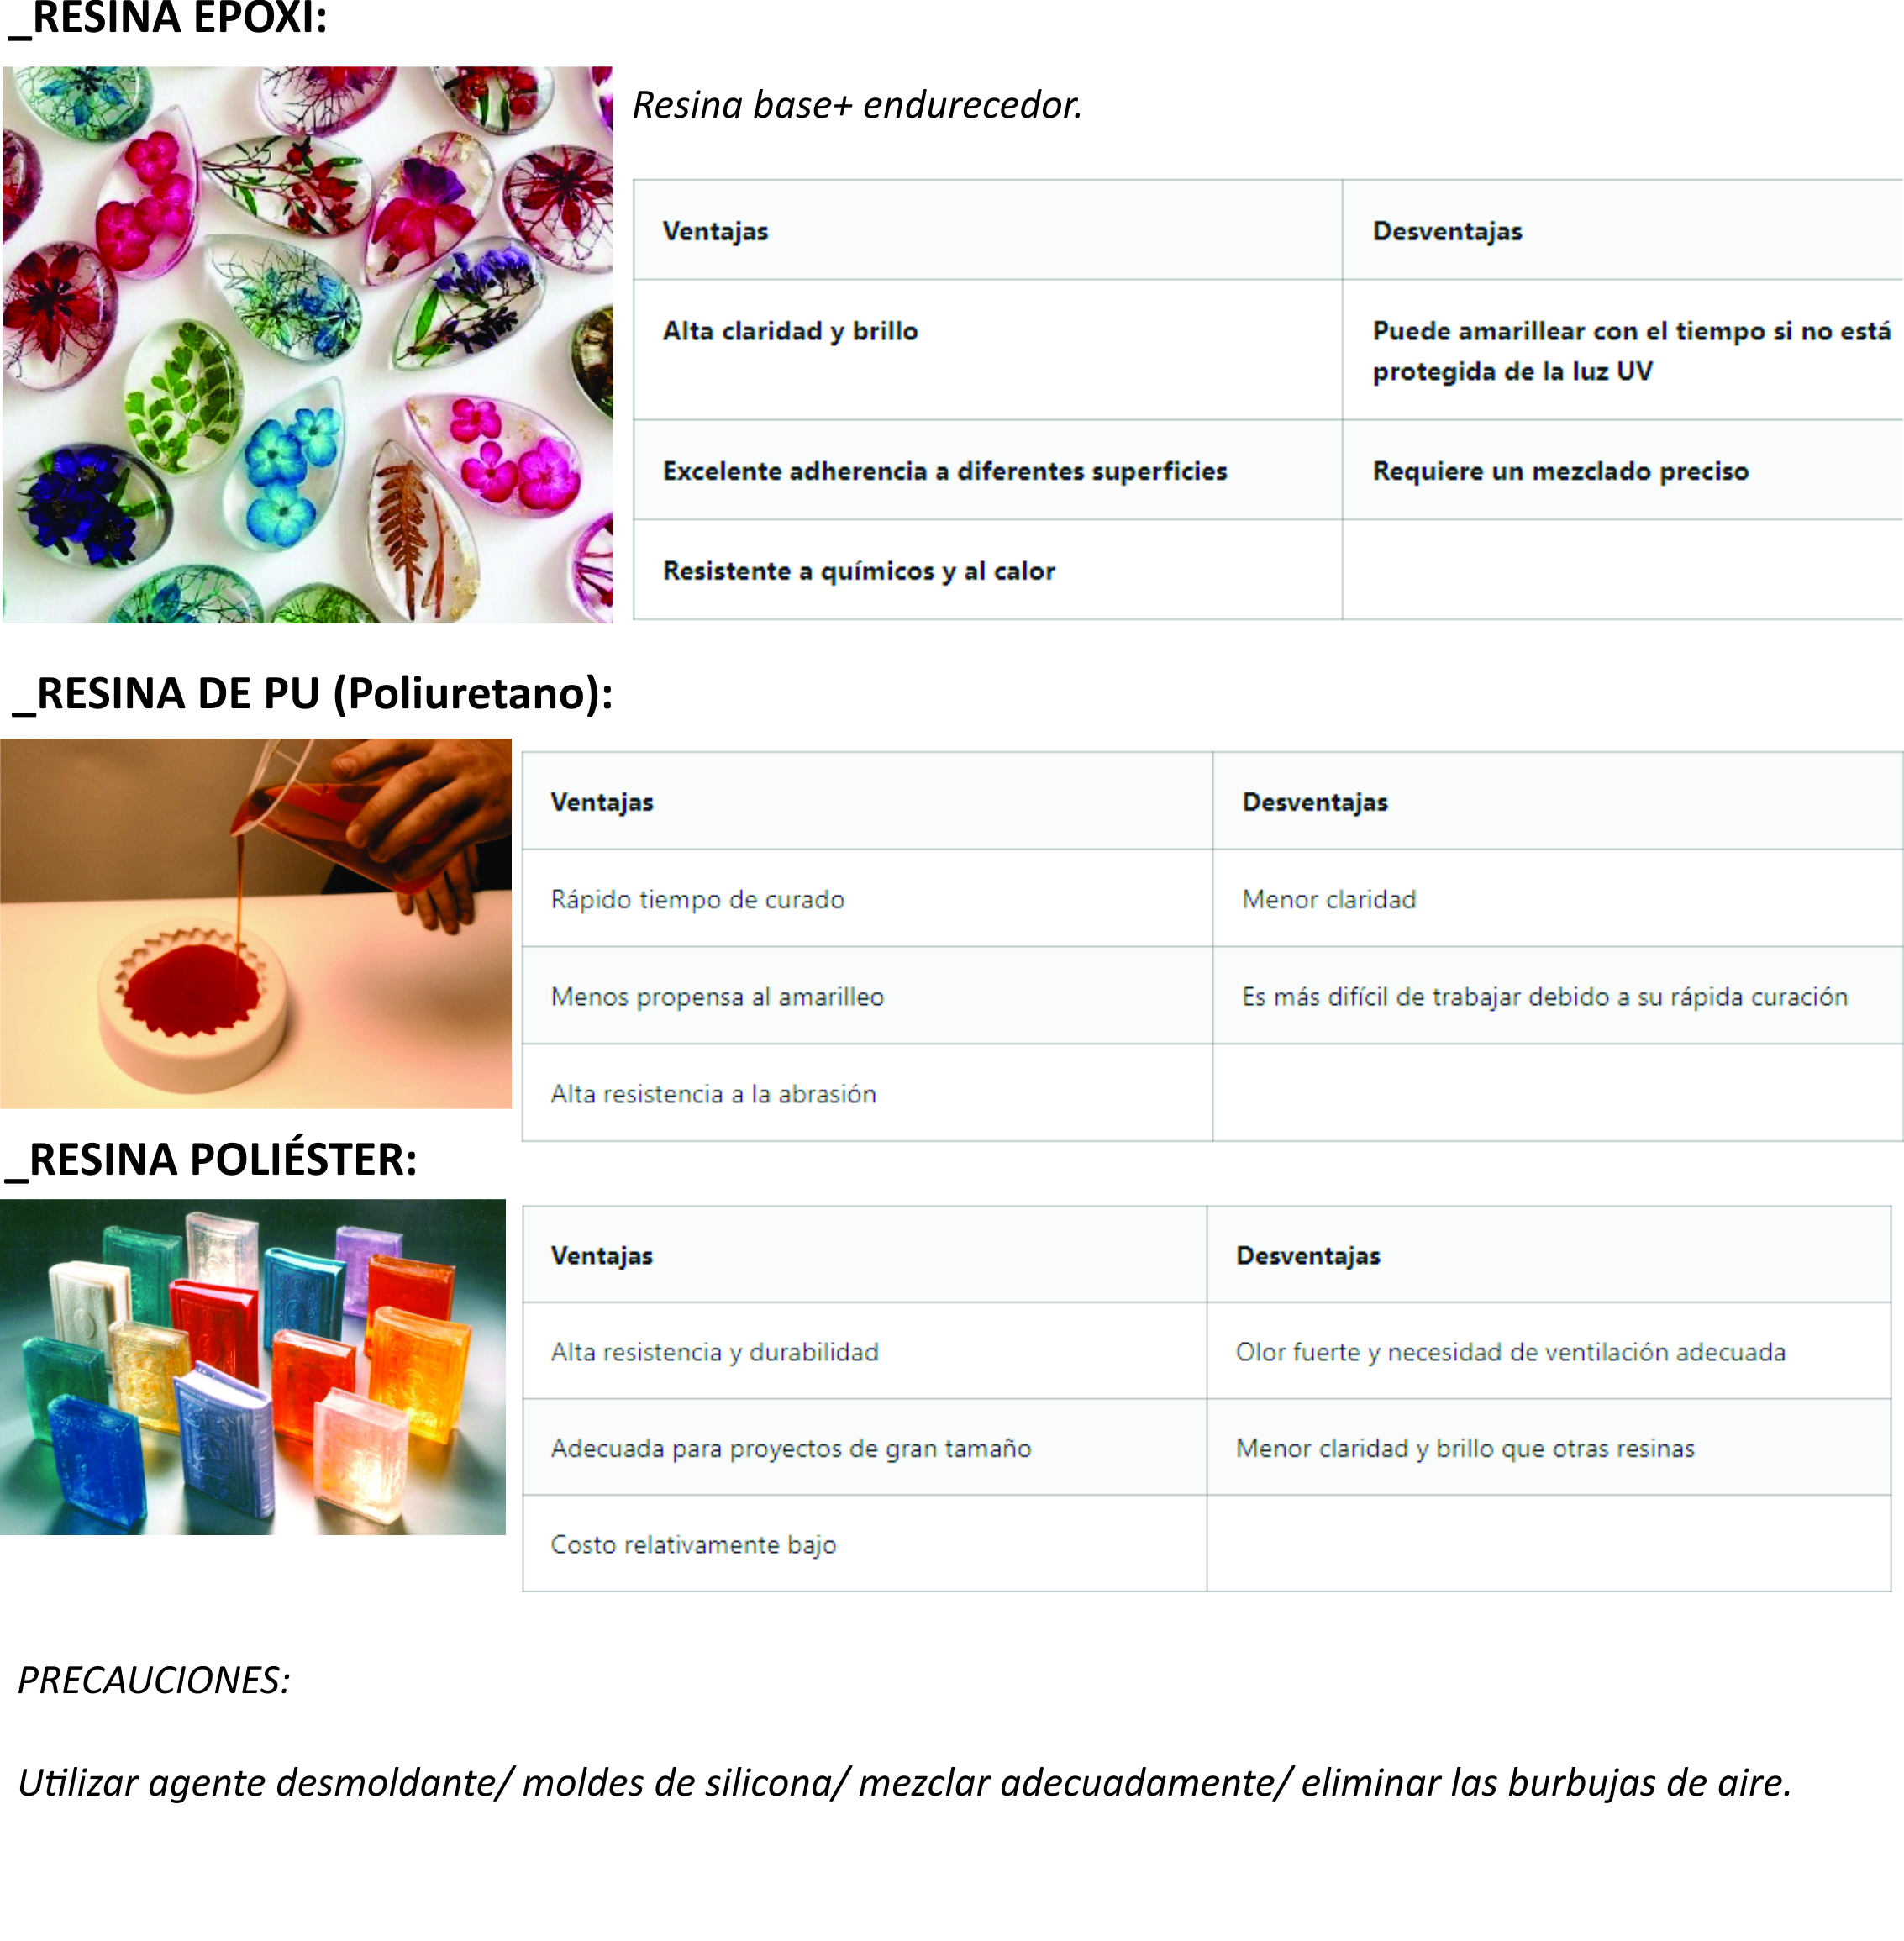 _RESINA EPOXI:
Resina base+ endurecedor.
Ventajas
Desventajas
Alta claridad y brillo
Puede amarillear con el tiempo si no está
protegida de la luz UV
Excelente adherencia a diferentes superficies
Requiere un mezclado preciso
Resistente a químicos y al calor
_RESINA DE PU (Poliuretano):
Ventajas
Desventajas
Rápido tiempo de curado
Menor claridad
Menos propensa al amarilleo
Es más difícil de trabajar debido a su rápida curación
Alta resistencia a la abrasión
_RESINA POLIÉSTER:
Ventajas
Desventajas
Alta resistencia y durabilidad
Olor fuerte y necesidad de ventilación adecuada
Adecuada para proyectos de gran tamaño
Menor claridad y brillo que otras resinas
Costo relativamente bajo
PRECAUCIONES:
Utilizar agente desmoldante/ moldes de silicona/ mezclar adecuadamente/ eliminar las burbujas de aire.